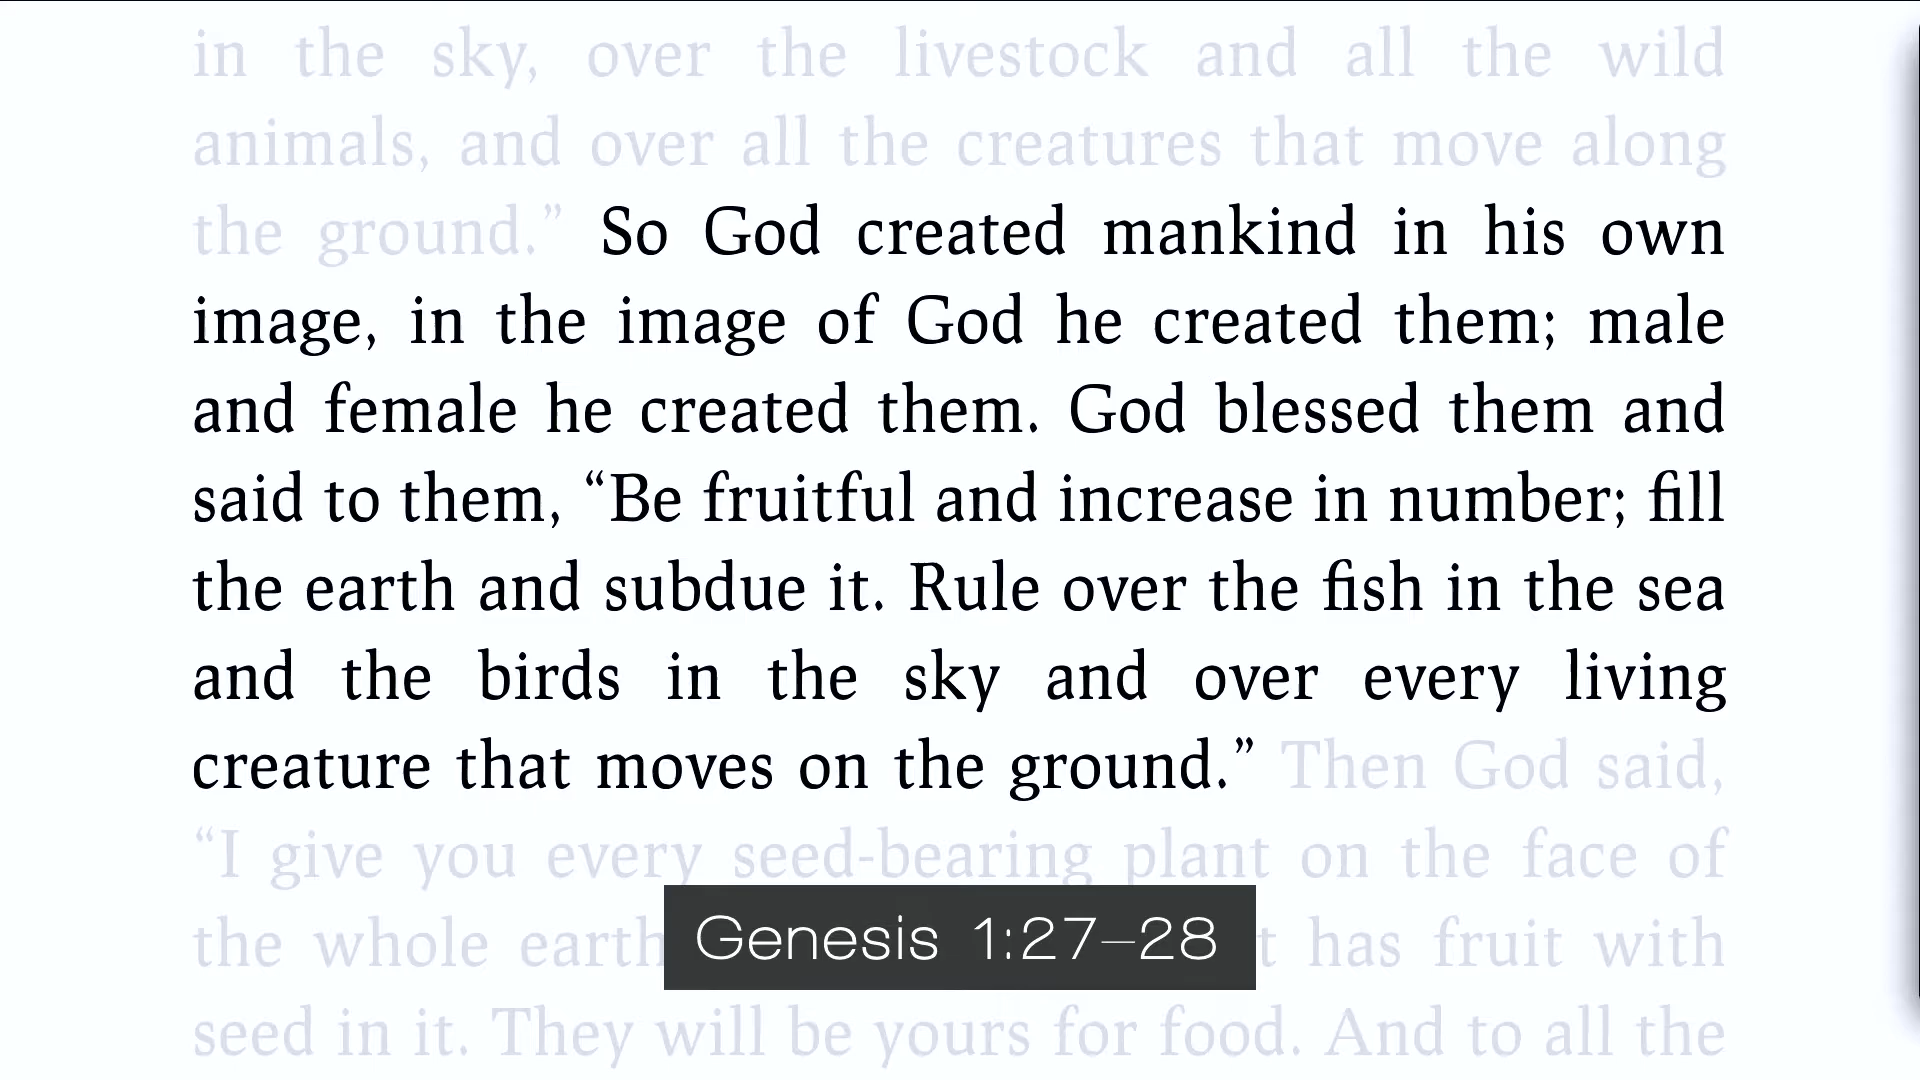 in the sky, over the livestock and all the wild
animals, and over all the creatures that move along
the ground.” So God created mankind in his own
image, in the image of God he created them; male
and female he created them. God blessed them and
said to them, “Be fruitful and increase in number; fill
the earth and subdue it. Rule over the fish in the sea
and the birds in the sky and over every living
creature that moves on the ground.” Then God said,
“I give you every seed-bearing plant on the face of
the whole earth has fruit with
Genesis 1:27–28
seed in it. They will be yours for food. And to all the